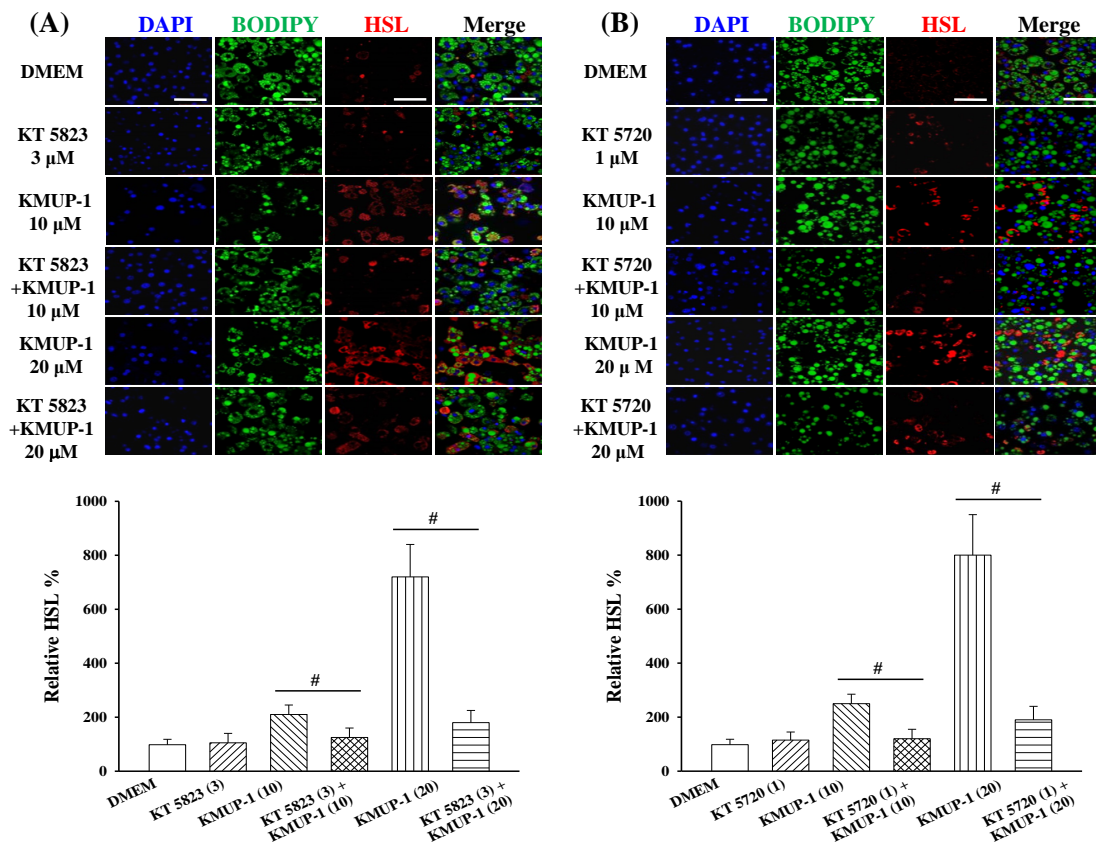 (A)
DAPI BODIPY HSL Merge
DMEM
KT 5823
3 µM
KMUP-1
10 µM
KT 5823
+KMUP-1
10 µM
KMUP-1
20 µM
KT 5823
+KMUP-1
20 µM
(B)
DAPI BODIPY HSL Merge
DMEM
KT 5720
1 µM
KMUP-1
10 µM
KT 5720
+KMUP-1
10 µM
KMUP-1
20 µ M
KT 5720
+KMUP-1
20 µM
Relative HSL %
1000
800
600
400
200
0
#
#
DMEM
KT 5823 (3)
KMUP-1 (10)
KT 5823 (3) +
KMUP-1 (10)
KMUP-1 (20)
KT 5823 (3) +
KMUP-1 (20)
Relative HSL %
1000
800
600
400
200
0
#
#
DMEM
KT 5720 (1)
KMUP-1 (10)
KT 5720 (1) +
KMUP-1 (10)
KMUP-1 (20)
KT 5720 (1) +
KMUP-1 (20)